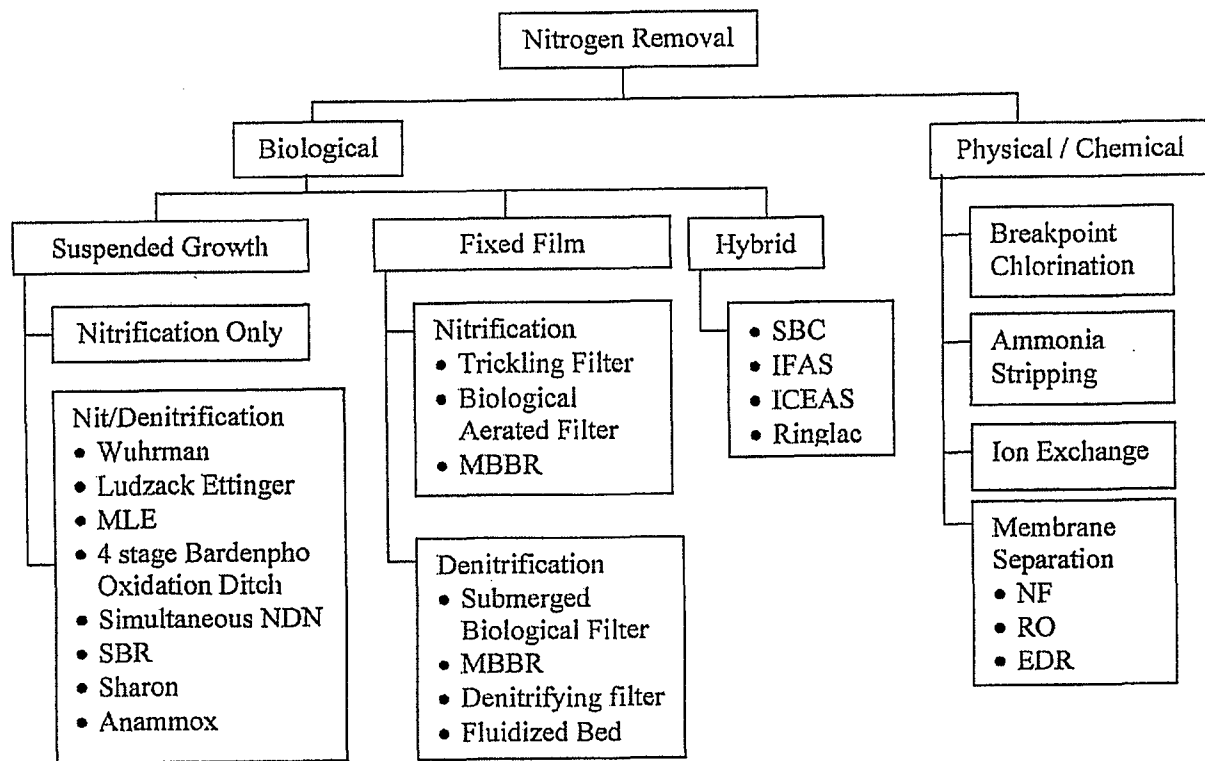 Nitrogen Removal
Biological
Physical / Chemical
Suspended Growth
Fixed Film
Hybrid
Nitrification Only
Nit/Denitrification
• Wuhrman
• Ludzack Ettinger
• MLE
• 4 stage Bardenpho
Oxidation Ditch
• Simultaneous NDN
• SBR
• Sharon
• Anammox
Nitrification
• Trickling Filter
• Biological
Aerated Filter
• MBBR
Denitrification
• Submerged
Biological Filter
• MBBR
• Denitrifying filter
• Fluidized Bed
• SBC
• IFAS
• ICEAS
• Ringlac
Breakpoint
Chlorination
Ammonia
Stripping
Ion Exchange
Membrane
Separation
• NF
• RO
• EDR